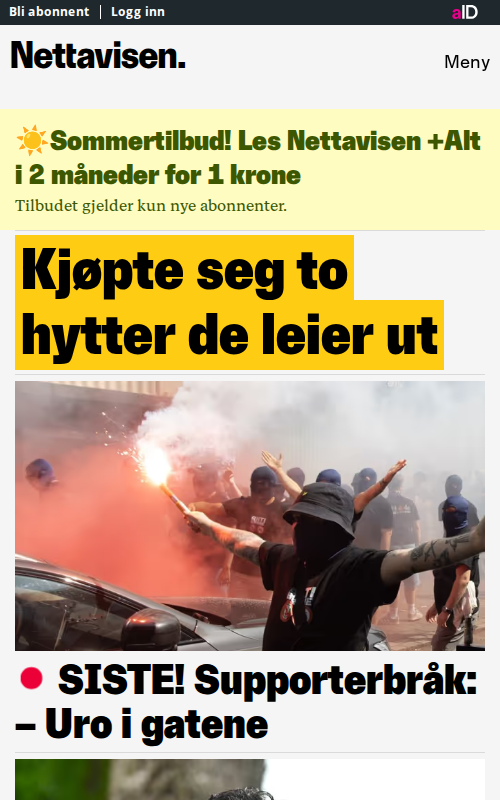 Bli abonnent | Logg inn
aID
Nettavisen.
Meny
☀️Sommertilbud! Les Nettavisen +Alt
i 2 måneder for 1 krone
Tilbudet gjelder kun nye abonnenter.
Kjøpte seg to
hytter de leier ut
SISTE! Supporterbråk:
– Uro i gatene